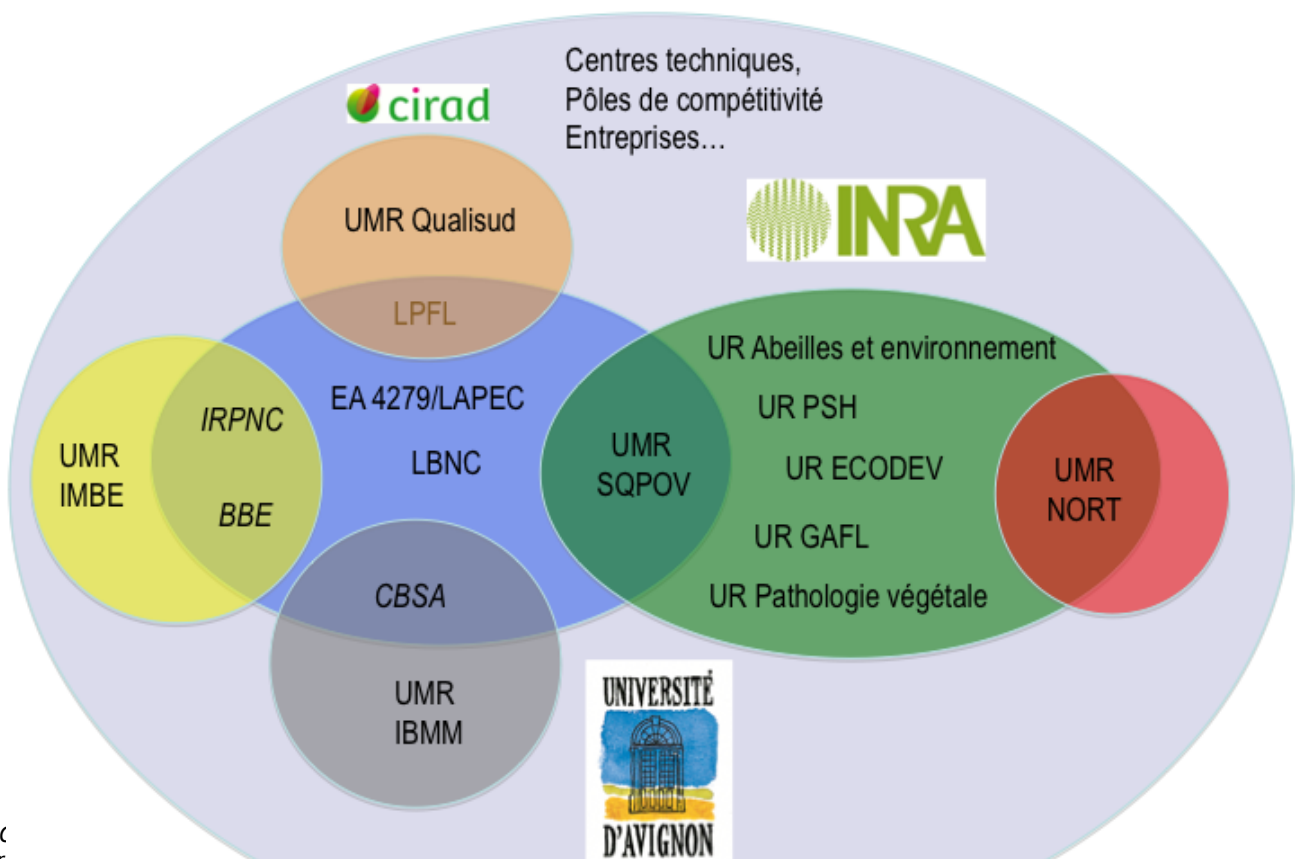 Centres techniques,
Pôles de compétitivité
Entreprises…
cirad
INRA
UMR Qualisud
LPFL
UR Abeilles et environnement
EA 4279/LAPEC
UR PSH
IRPNC
UMR
IMBE
LBNC
UMR
SQPOV
UR ECODEV
UMR
NORT
BBE
UR GAFL
CBSA
UR Pathologie végétale
UMR
IBMM
UNIVERSITÉ
D'AVIGNON